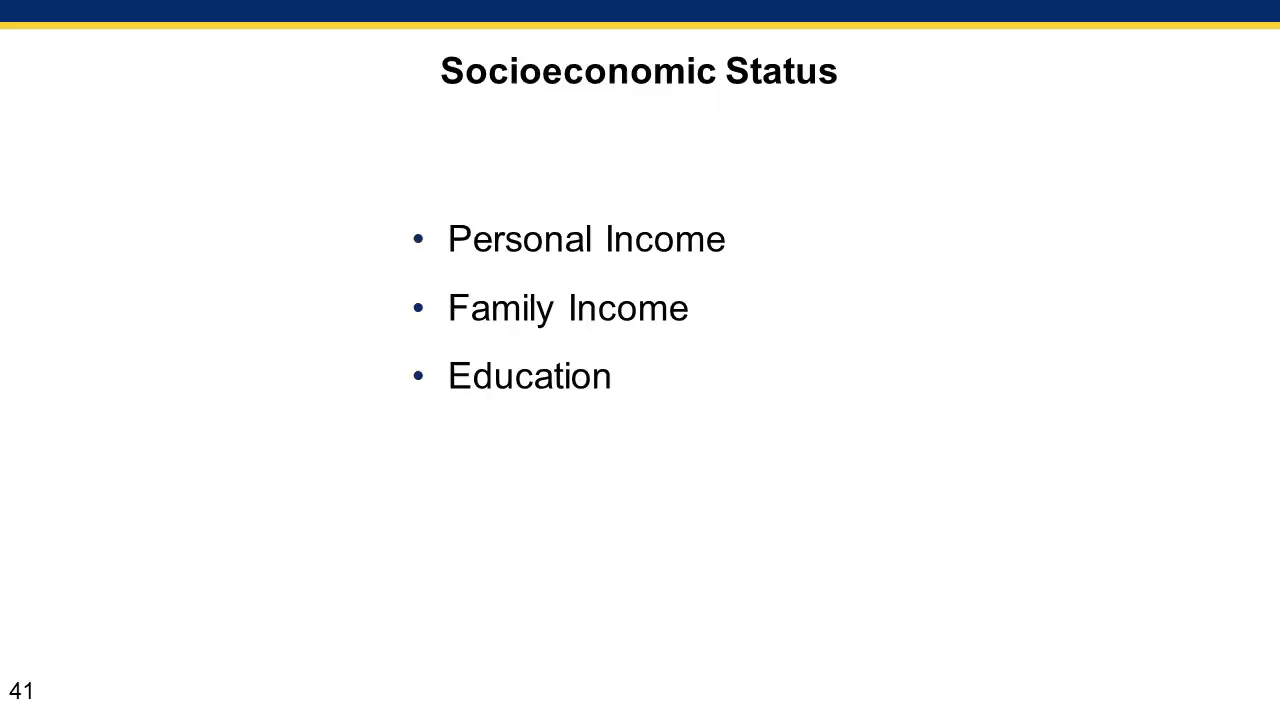 Socioeconomic Status
• Personal Income
• Family Income
• Education
41